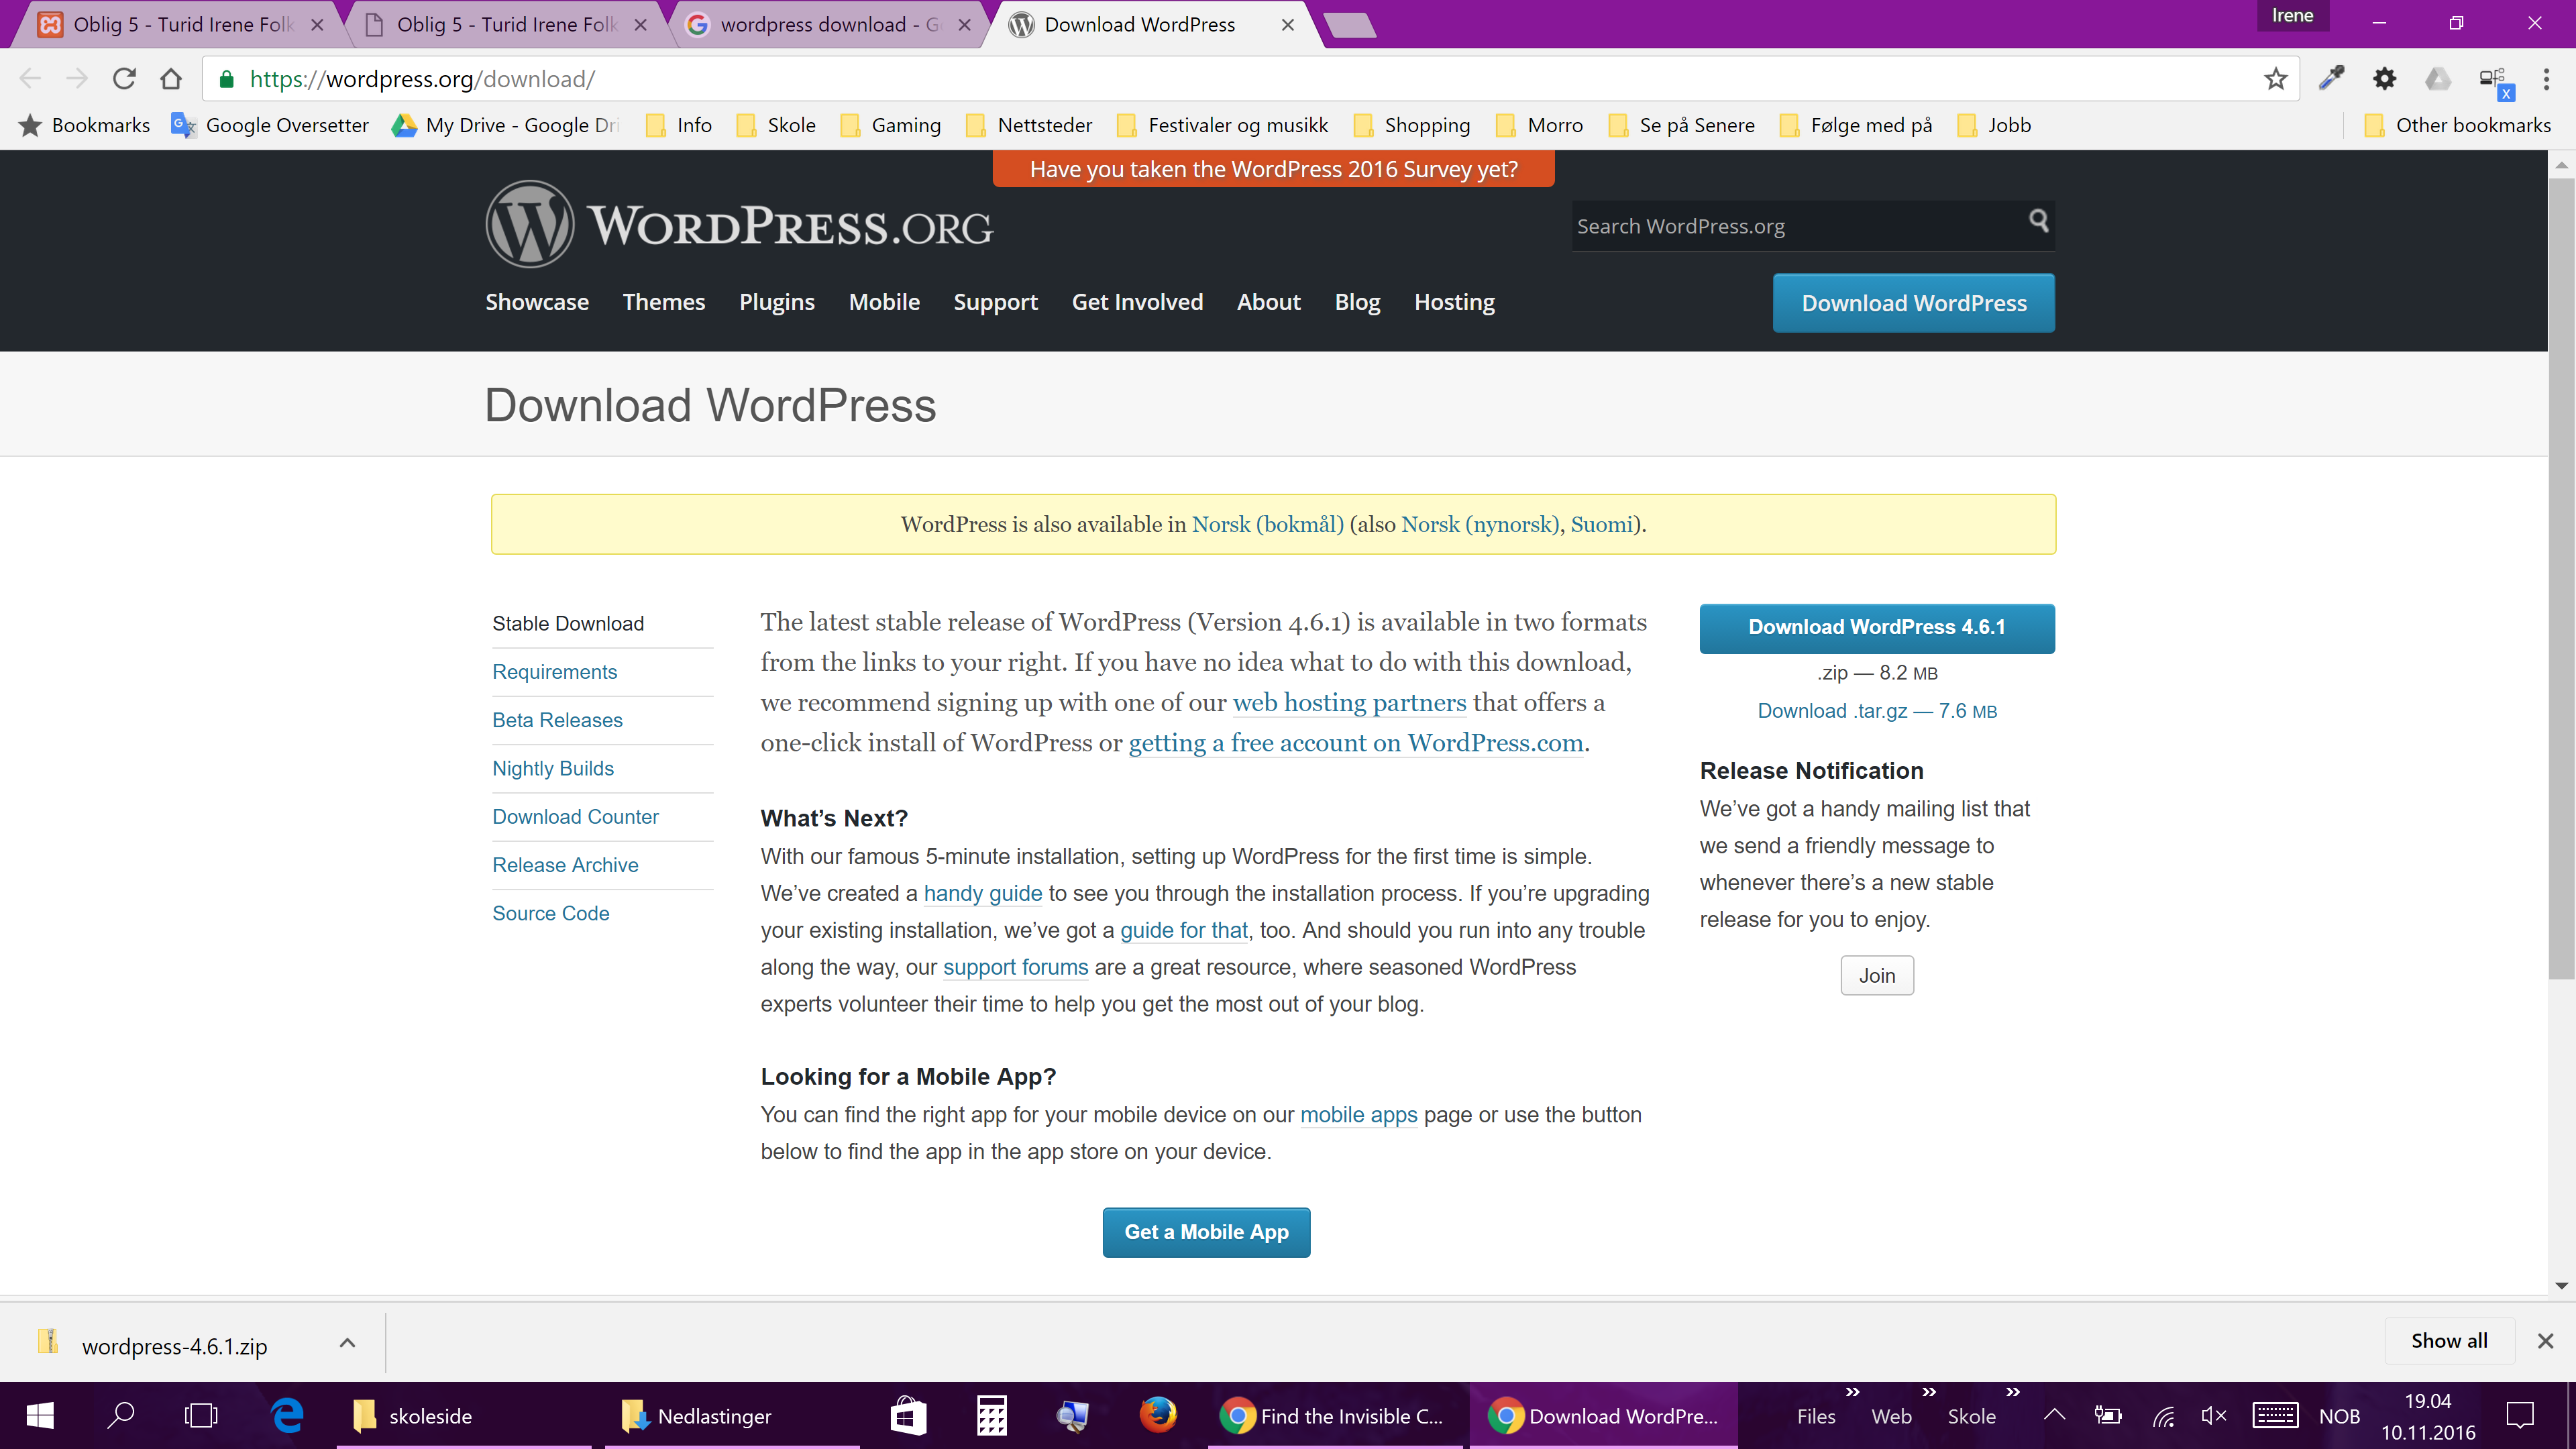 Oblig 5 - Turid Irene Folk
Oblig 5 - Turid Irene Folk
wordpress download - G
Download WordPress
Irene
https://wordpress.org/download/
Bookmarks
Google Oversetter
My Drive - Google Dri
Info
Skole
Gaming
Nettsteder
Festivaler og musikk
Shopping
Morro
Se på Senere
Følge med på
Jobb
Other bookmarks
Have you taken the WordPress 2016 Survey yet?
WORDPRESS.ORG
Search WordPress.org
Showcase
Themes
Plugins
Mobile
Support
Get Involved
About
Blog
Hosting
Download WordPress
Download WordPress
WordPress is also available in Norsk (bokmål) (also Norsk (nynorsk), Suomi).
Stable Download
Requirements
Beta Releases
Nightly Builds
Download Counter
Release Archive
Source Code
The latest stable release of WordPress (Version 4.6.1) is available in two formats
from the links to your right. If you have no idea what to do with this download,
we recommend signing up with one of our web hosting partners that offers a
one-click install of WordPress or getting a free account on WordPress.com.
What's Next?
With our famous 5-minute installation, setting up WordPress for the first time is simple.
We've created a handy guide to see you through the installation process. If you're upgrading
your existing installation, we've got a guide for that, too. And should you run into any trouble
along the way, our support forums are a great resource, where seasoned WordPress
experts volunteer their time to help you get the most out of your blog.
Looking for a Mobile App?
You can find the right app for your mobile device on our mobile apps page or use the button
below to find the app in the app store on your device.
Get a Mobile App
Download WordPress 4.6.1
.zip — 8.2 MB
Download .tar.gz — 7.6 MB
Release Notification
We've got a handy mailing list that
we send a friendly message to
whenever there's a new stable
release for you to enjoy.
Join
wordpress-4.6.1.zip
Show all
skoleside
Nedlastinger
Find the Invisible C...
Download WordPre...
Files
Web
Skole
NOB
19.04
10.11.2016